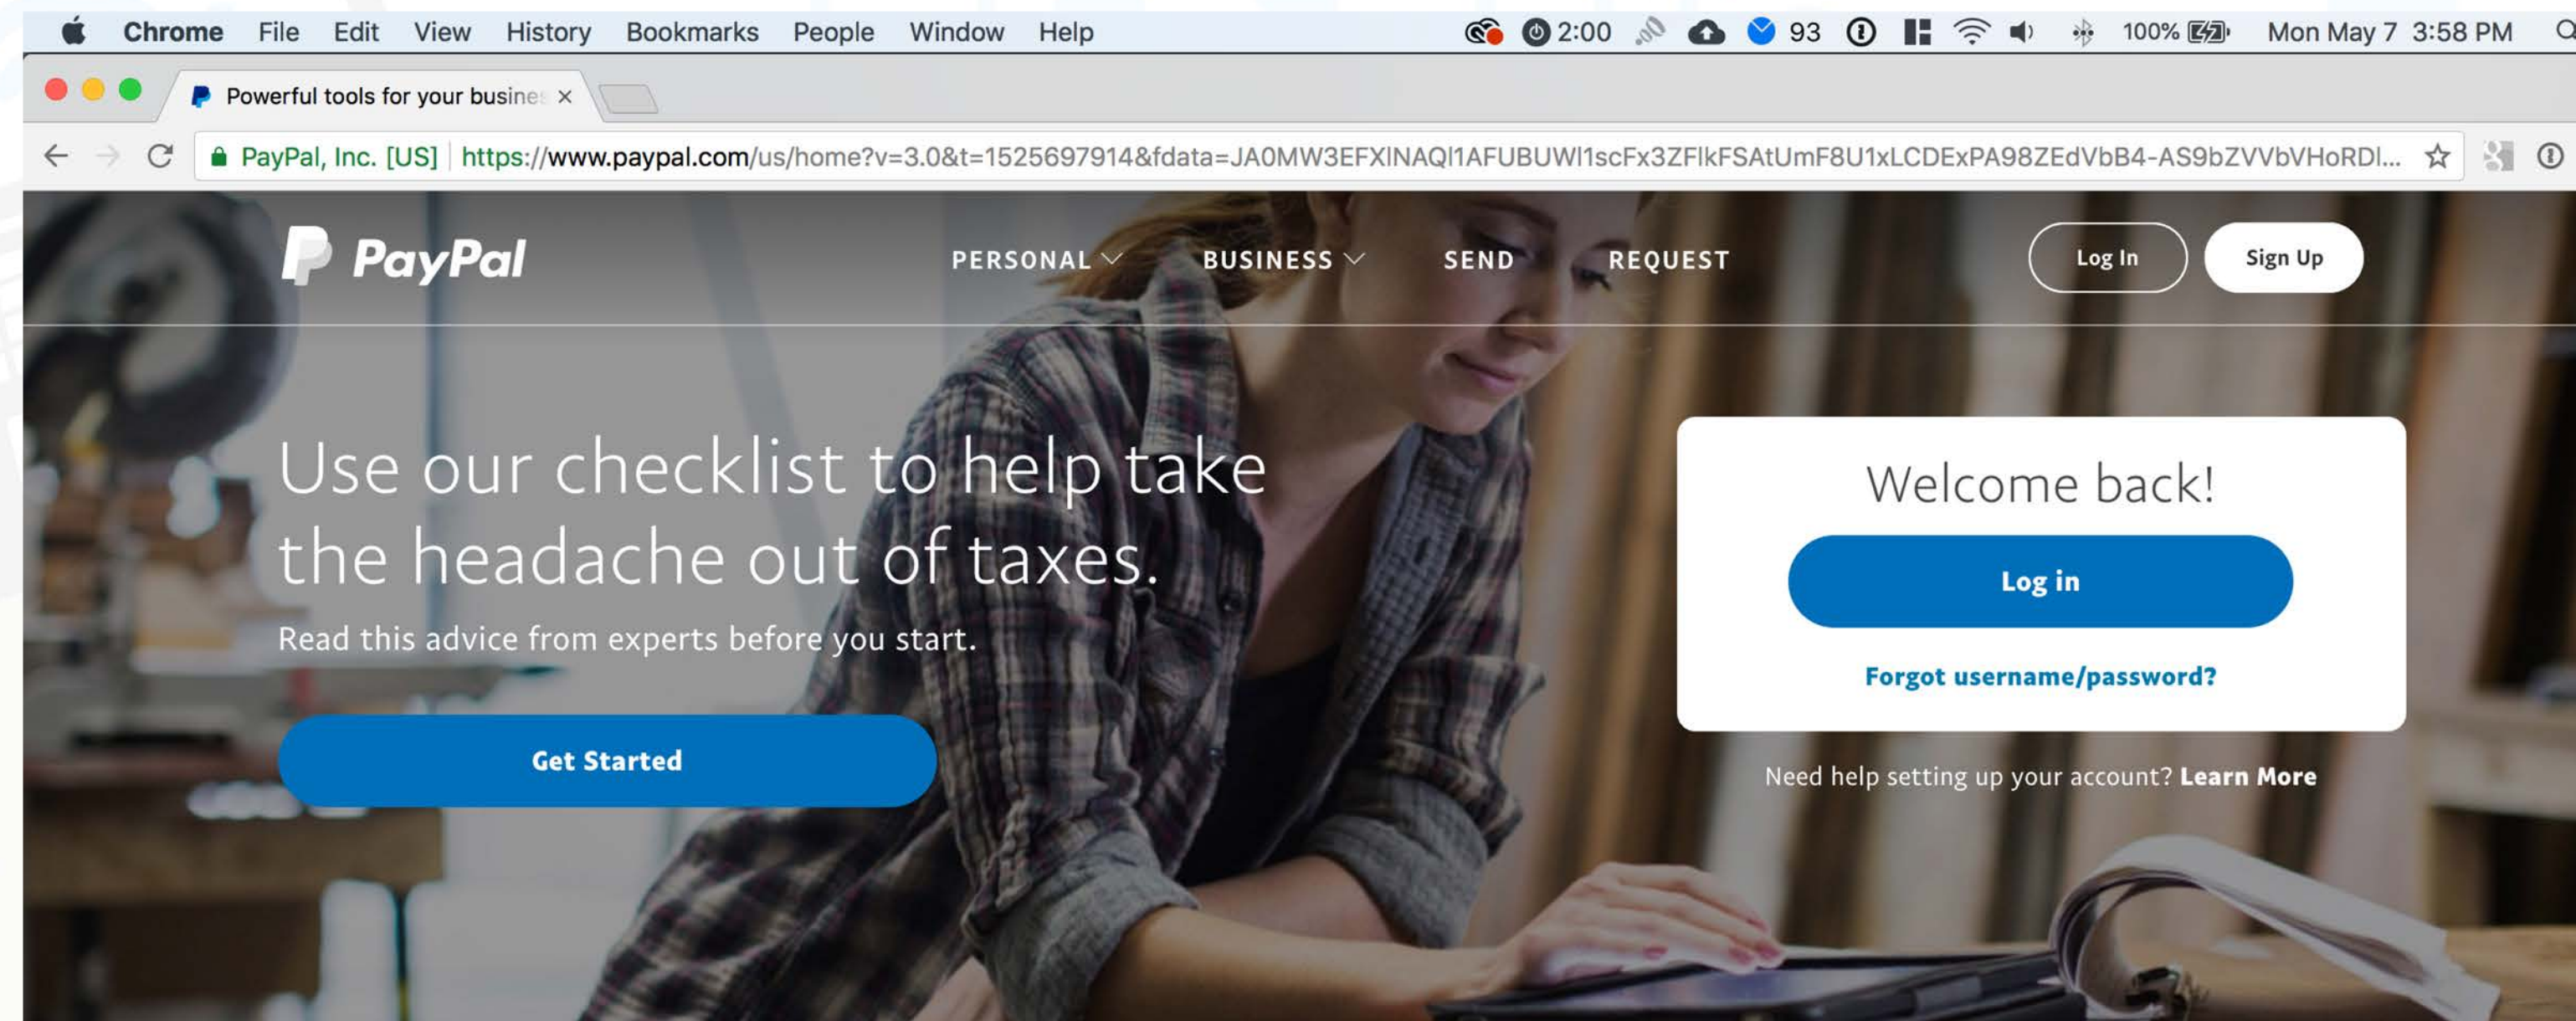 Chrome File Edit View History Bookmarks People Window Help 2:00 93 100% Mon May 7 3:58 PM
Powerful tools for your busines
PayPal, Inc. [US] https://www.paypal.com/us/home?v=3.0&t=1525697914&fdata=JA0MW3EFXlNAQl1AFUBUWl1scFx3ZFlkFSAtUmF8U1xLCDExPA98ZEdVbB4-AS9bZVVbVHoRDl...
PayPal PERSONAL BUSINESS SEND REQUEST Log In Sign Up
Use our checklist to help take
the headache out of taxes.
Read this advice from experts before you start.
Get Started
Welcome back!
Log in
Forgot username/password?
Need help setting up your account? Learn More